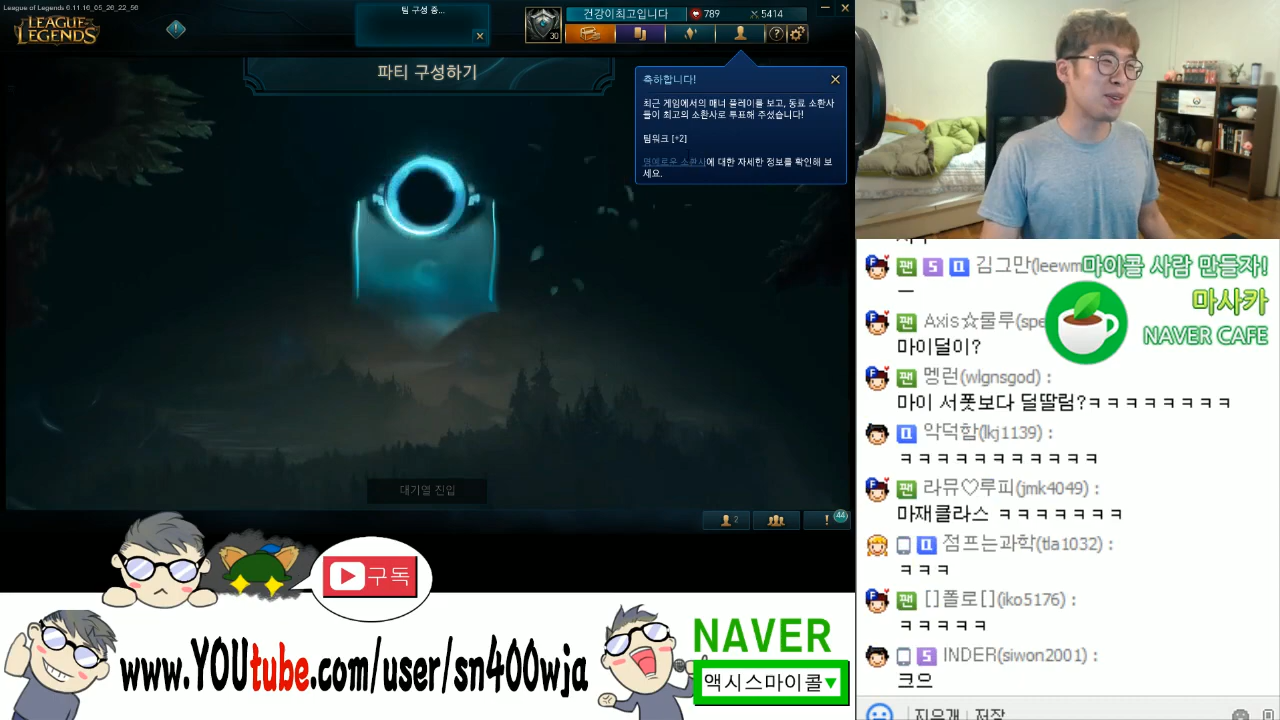 League of Legends 6.11.16_05_26_22_56
LEAGUE OF LEGENDS
팀 구성 중...
30
건강이최고입니다
789
5414
파티 구성하기
축하합니다!
최근 게임에서의 매너 플레이를 보고, 동료 소환사
들이 최고의 소환사로 투표해 주셨습니다!
팀워크 [+2]
명예로운 소환사에 대한 자세한 정보를 확인해 보
세요.
대기열 진입
2
44
구독
www.YOUtube.com/user/sn400wja
NAVER
액시스마이콜▼
마이콜 사람 만들자!
마사카
NAVER CAFE
팬 S 김그만(leewm
ㅡ
팬 Axis☆룰루(spe
마이덜이?
팬 멩런(wlgnsgod) :
마이 서폿보다 덜딸림?ㅋㅋㅋㅋㅋㅋㅋㅋ
악덕함(lkj1139) :
ㅋㅋㅋㅋㅋㅋㅋㅋㅋㅋㅋ
팬 라뮤♡루피(jmk4049) :
마재클라스 ㅋㅋㅋㅋㅋㅋㅋ
점프는과학(tla1032) :
ㅋㅋㅋ
팬 []폴로[](iko5176) :
ㅋㅋㅋㅋㅋ
S INDER(siwon2001) :
크으
지우개 | 저장